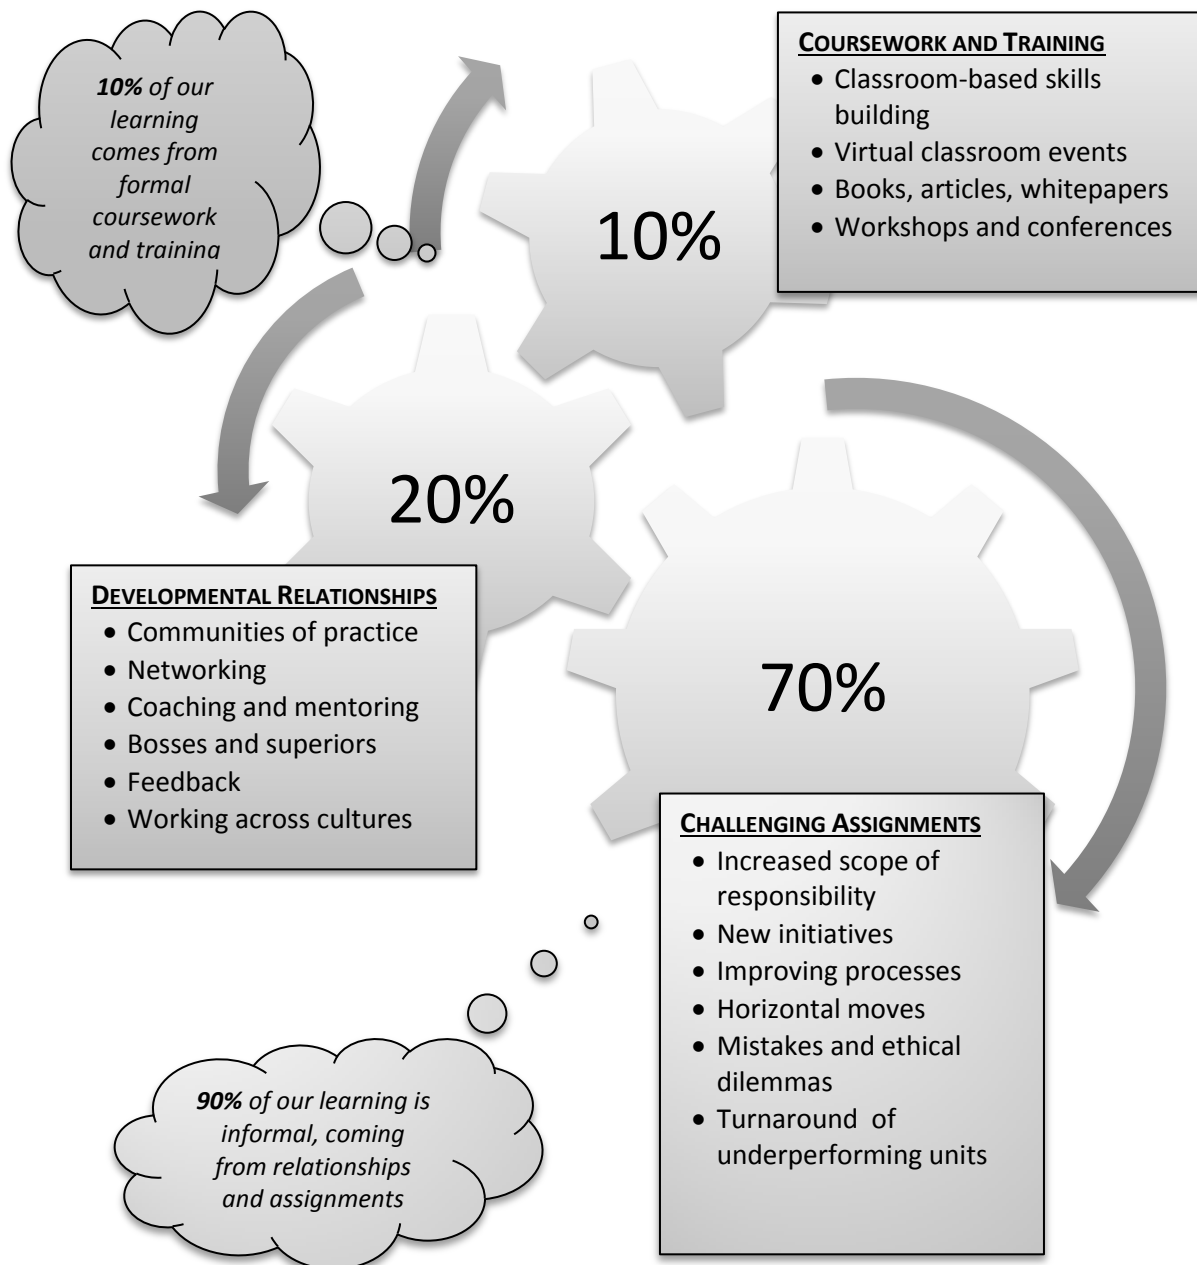 10% of our
learning
comes from
formal
coursework
and training
10%
COURSEWORK AND TRAINING
• Classroom-based skills
building
• Virtual classroom events
• Books, articles, whitepapers
• Workshops and conferences
20%
DEVELOPMENTAL RELATIONSHIPS
• Communities of practice
• Networking
• Coaching and mentoring
• Bosses and superiors
• Feedback
• Working across cultures
70%
CHALLENGING ASSIGNMENTS
• Increased scope of
responsibility
• New initiatives
• Improving processes
• Horizontal moves
• Mistakes and ethical
dilemmas
• Turnaround of
underperforming units
90% of our learning is
informal, coming
from relationships
and assignments